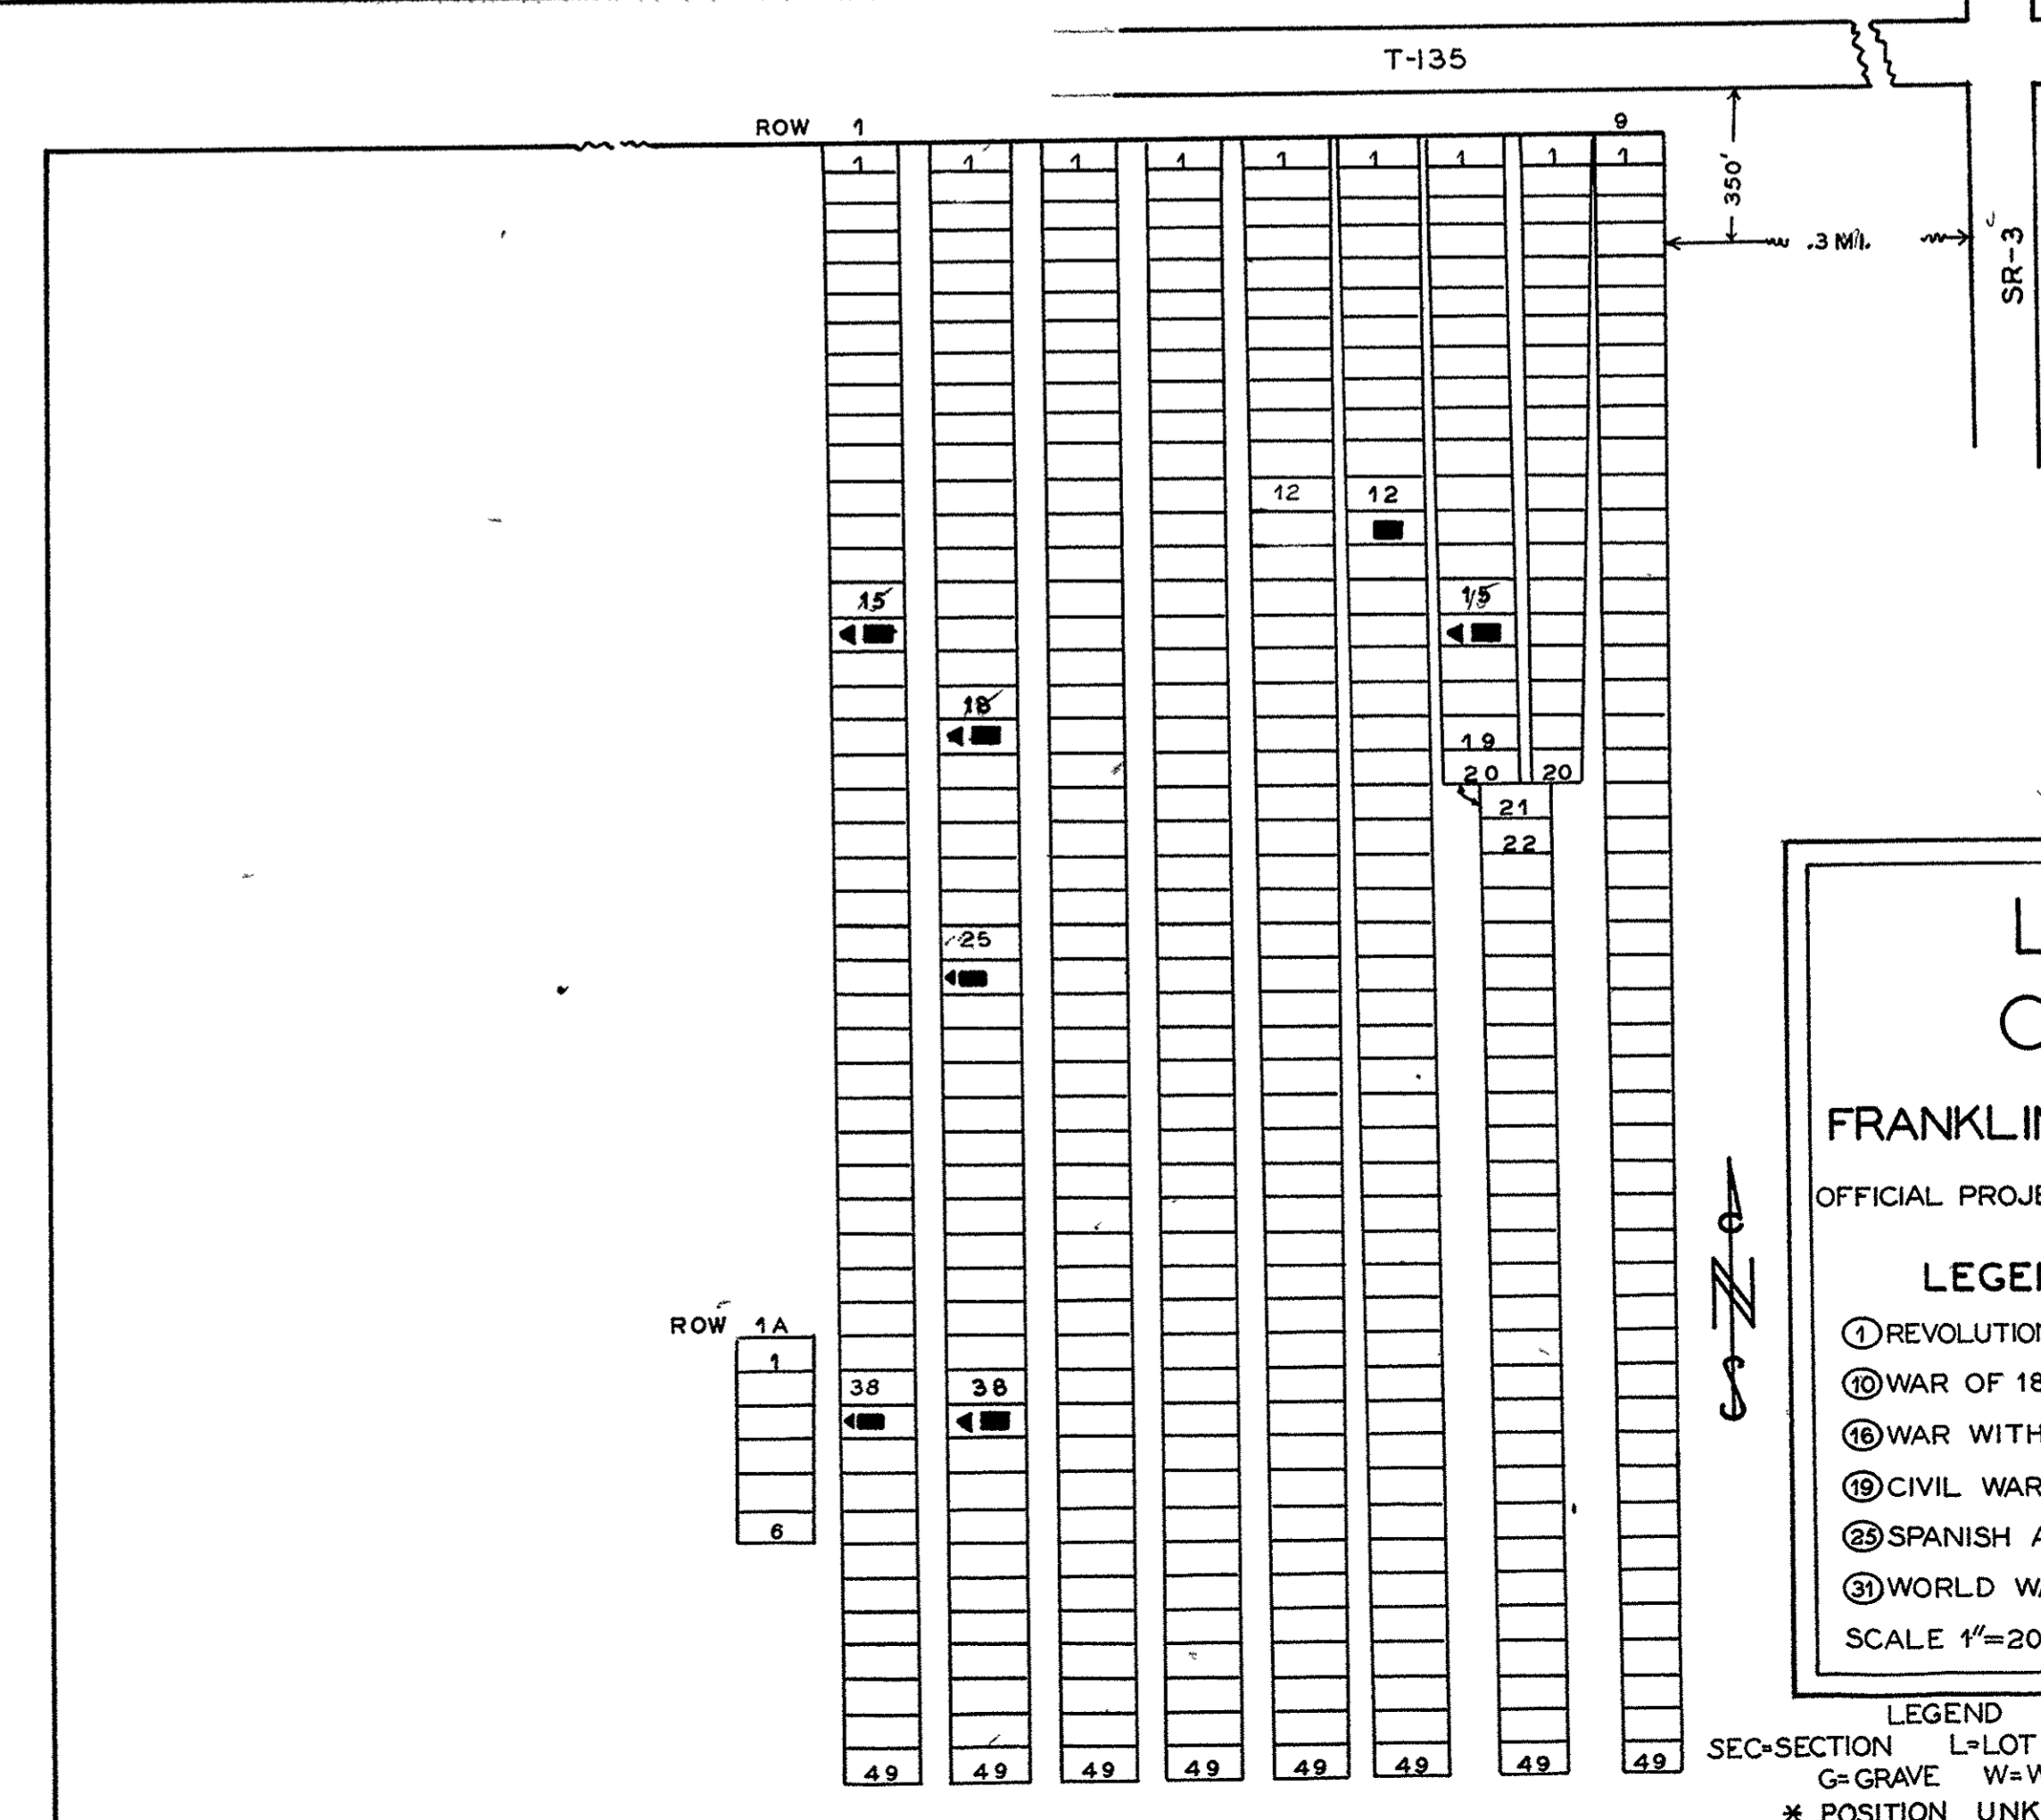 T-135
ROW 1 9
1 1 1 1 1 1 1 1 1
350'
.3 MI.
SR-3
12 12
15 15
18
19
20 20
21
22
25
ROW 1A
1
38 38
6
49 49 49 49 49 49 49 49
N
S
L
FRANKLIN
OFFICIAL PROJE
LEGE
1 REVOLUTION
10 WAR OF 18
16 WAR WITH
19 CIVIL WAR
25 SPANISH A
31 WORLD WA
SCALE 1"=20
LEGEND
SEC=SECTION L=LOT
G=GRAVE W=W
* POSITION UNK